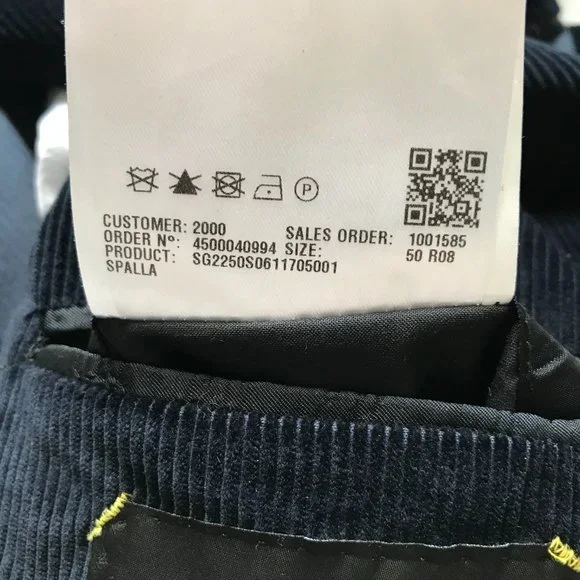 P
CUSTOMER: 2000 SALES ORDER: 1001585
ORDER Nº: 4500040994 SIZE: 50 R08
PRODUCT: SG2250S0611705001
SPALLA